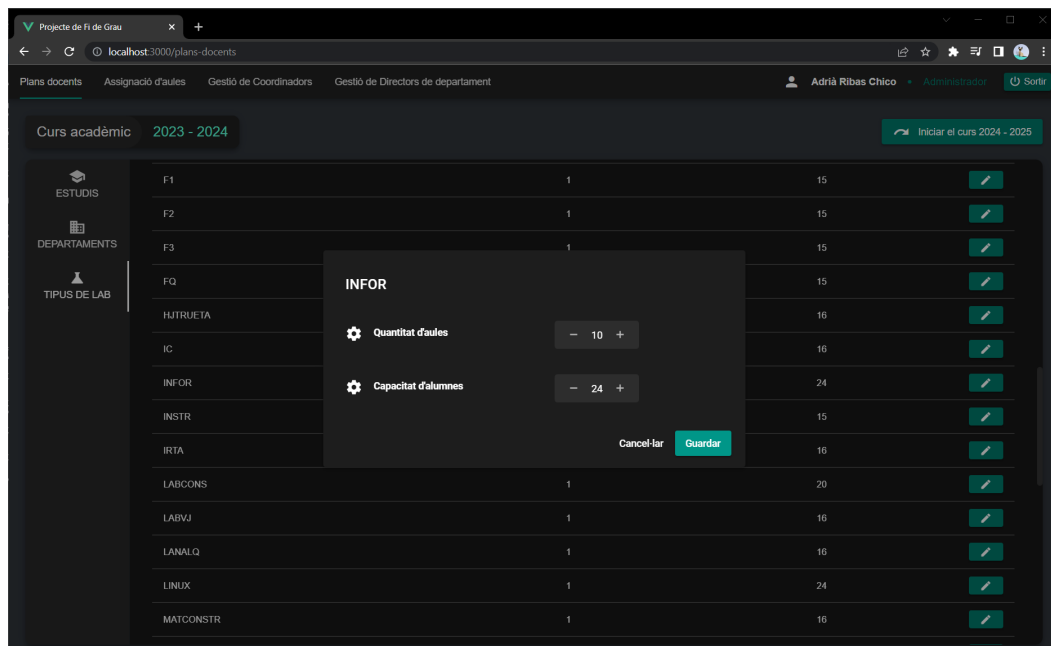 Projecte de Fi de Grau
localhost:3000/plans-docents
Plans docents Assignació d'aules Gestió de Coordinadors Gestió de Directors de departament Adrià Ribas Chico • Administrador Sortir
Curs acadèmic 2023 - 2024 Iniciar el curs 2024 - 2025
ESTUDIS
DEPARTAMENTS
TIPUS DE LAB
F1 1 15
F2 1 15
F3 1 15
FQ 15
HJTRUETA 16
IC 16
INFOR 24
INSTR 15
IRTA 16
LABCONS 1 20
LABVJ 1 16
LANALQ 1 16
LINUX 1 24
MATCONSTR 1 16
INFOR
Quantitat d'aules − 10 +
Capacitat d'alumnes − 24 +
Cancel·lar Guardar